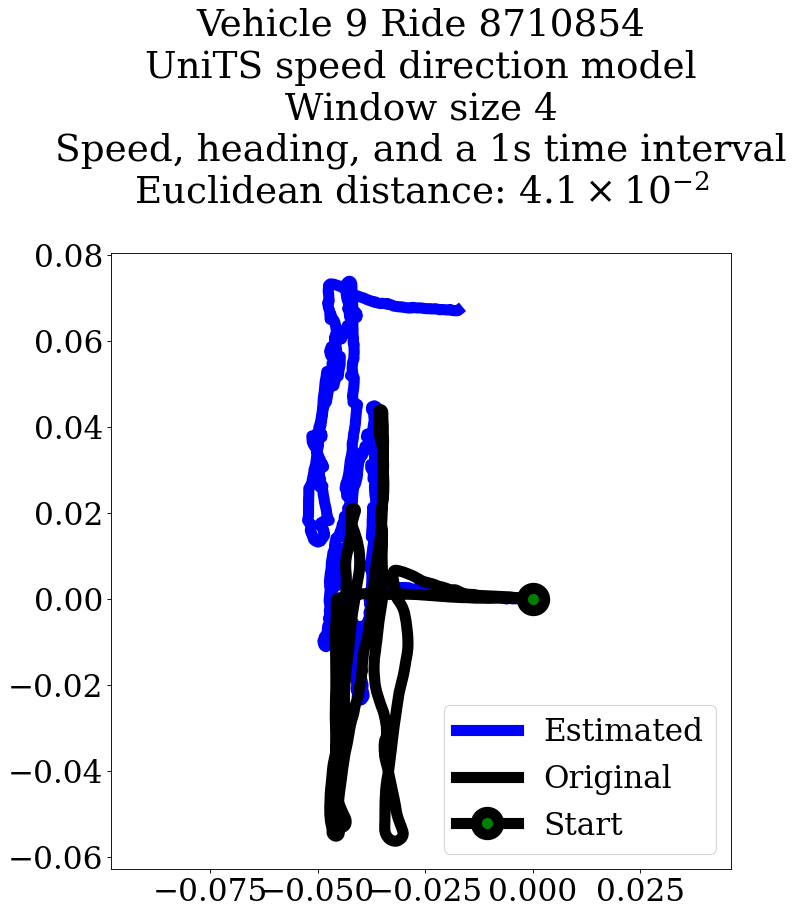 Vehicle 9 Ride 8710854
UniTS speed direction model
Window size 4
Speed, heading, and a 1s time interval
Euclidean distance: 4.1 × 10⁻²
0.08
0.06
0.04
0.02
0.00
−0.02
−0.04
−0.06
Estimated
Original
Start
−0.075 −0.050 −0.025 0.000 0.025